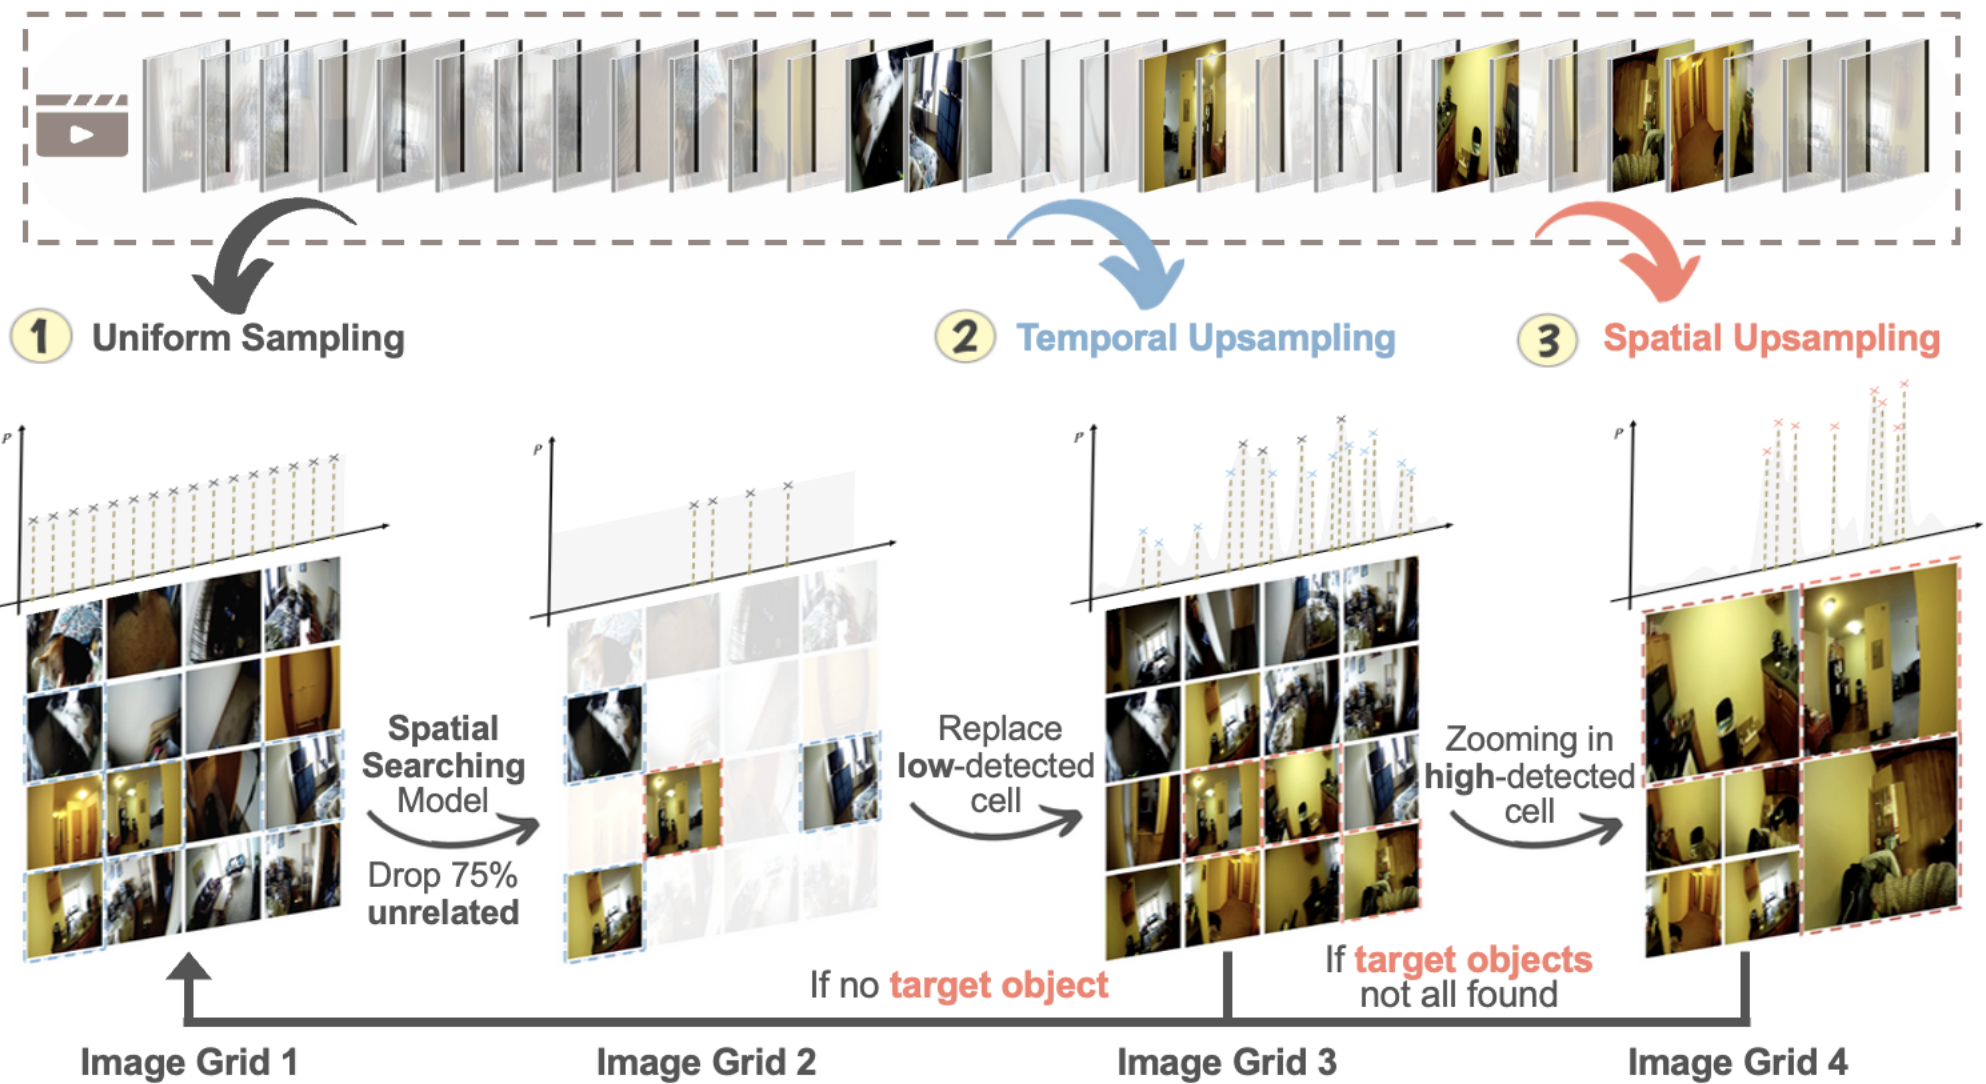 1 Uniform Sampling
2 Temporal Upsampling
3 Spatial Upsampling
P
P
P
P
Spatial
Searching
Model
Drop 75%
unrelated
Replace
low-detected
cell
Zooming in
high-detected
cell
If no target object
If target objects
not all found
Image Grid 1
Image Grid 2
Image Grid 3
Image Grid 4